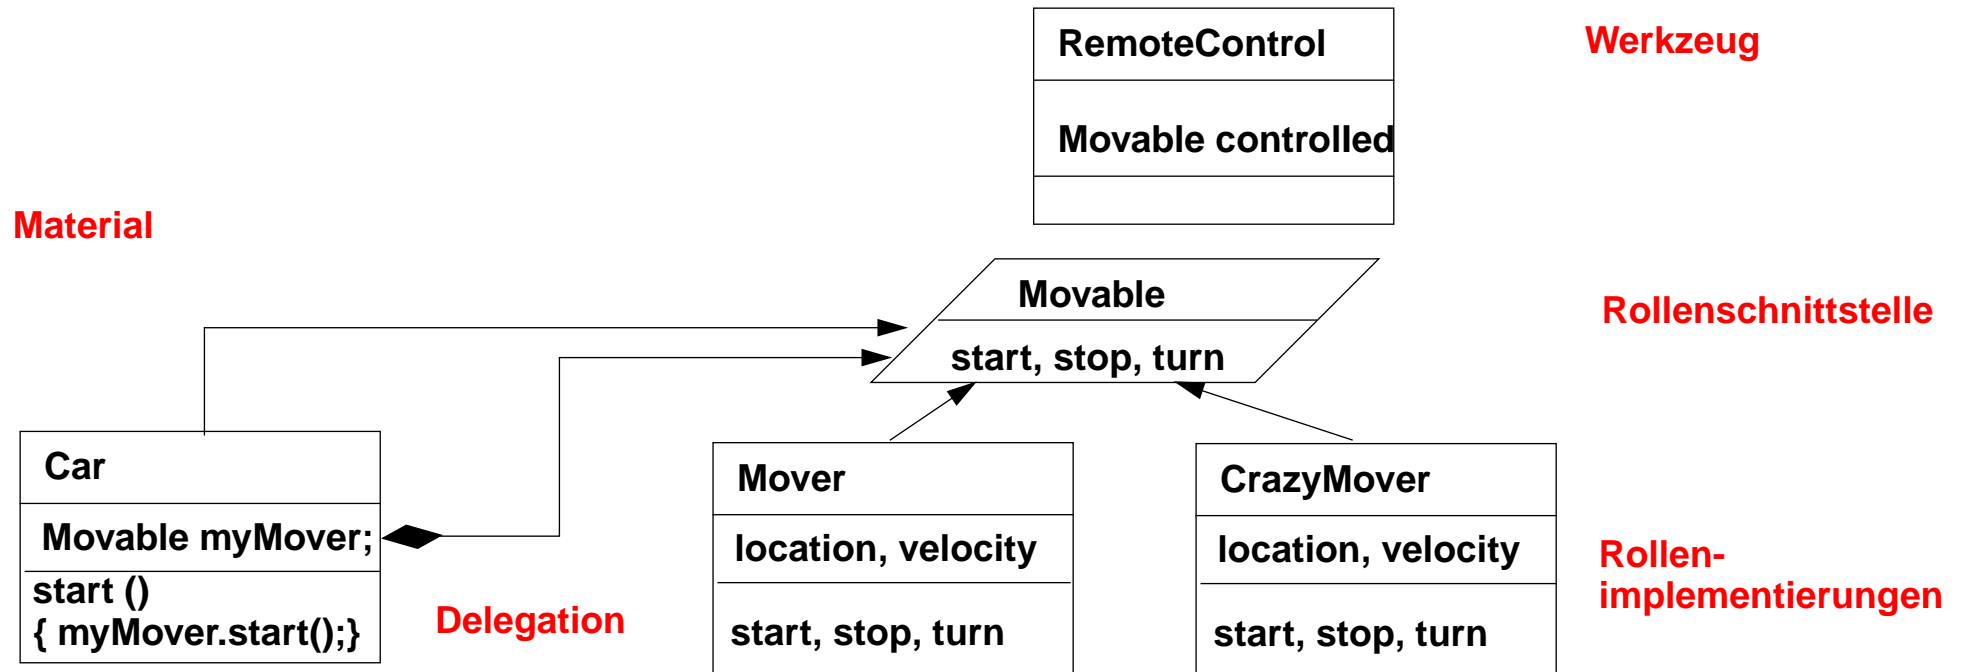 RemoteControl
Werkzeug
Movable controlled
Material
Movable
start, stop, turn
Rollenschnittstelle
Car
Movable myMover;
start ()
{ myMover.start();}
Delegation
Mover
location, velocity
start, stop, turn
CrazyMover
location, velocity
start, stop, turn
Rollen-
implementierungen